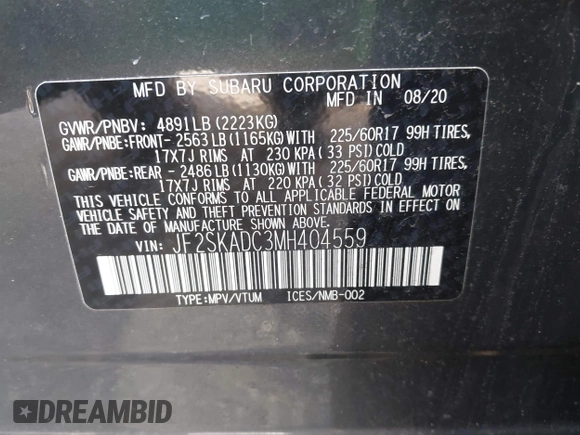 MFD BY SUBARU CORPORATION
MFD IN 08/20
GVWR/PNBV: 4891LB (2223KG)
GAWR/PNBE:FRONT- 2563LB (1165KG) WITH 225/60R17 99H TIRES,
17X7J RIMS AT 230 KPA ( 33 PSI) COLD
GAWR/PNBE:REAR - 2486LB (1130KG) WITH 225/60R17 99H TIRES,
17X7J RIMS AT 220 KPA ( 32 PSI) COLD
THIS VEHICLE CONFORMS TO ALL APPLICABLE FEDERAL MOTOR
VEHICLE SAFETY AND THEFT PREVENTION STANDARDS IN EFFECT ON
THE DATE OF MANUFACTURE SHOWN ABOVE.
VIN: JF2SKADC3MH404559
TYPE:MPV/VTUM ICES/NMB-002
DREAMBID